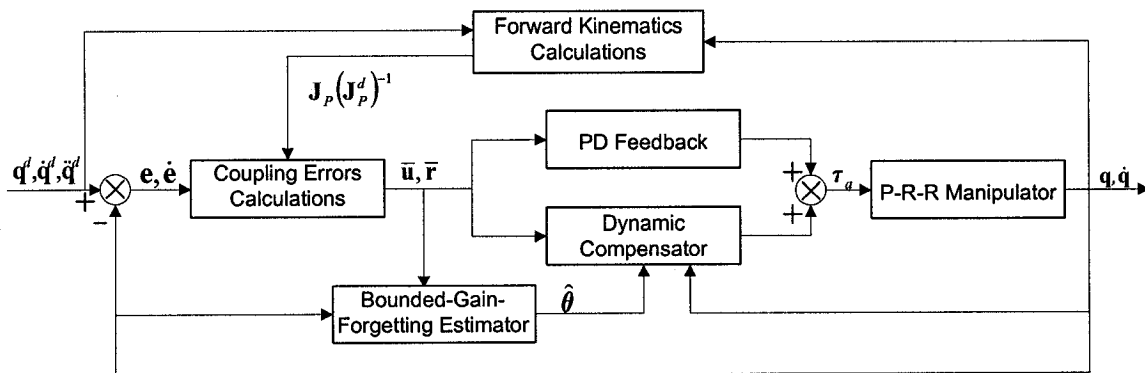 Forward Kinematics
Calculations
J_P(J_P^d)^{-1}
PD Feedback
q^d, q̇^d, q̈^d
e, ė
Coupling Errors
Calculations
ū, r̄
+
−
+
+
τ_a
P-R-R Manipulator
q, q̇
Dynamic
Compensator
Bounded-Gain-
Forgetting Estimator
θ̂